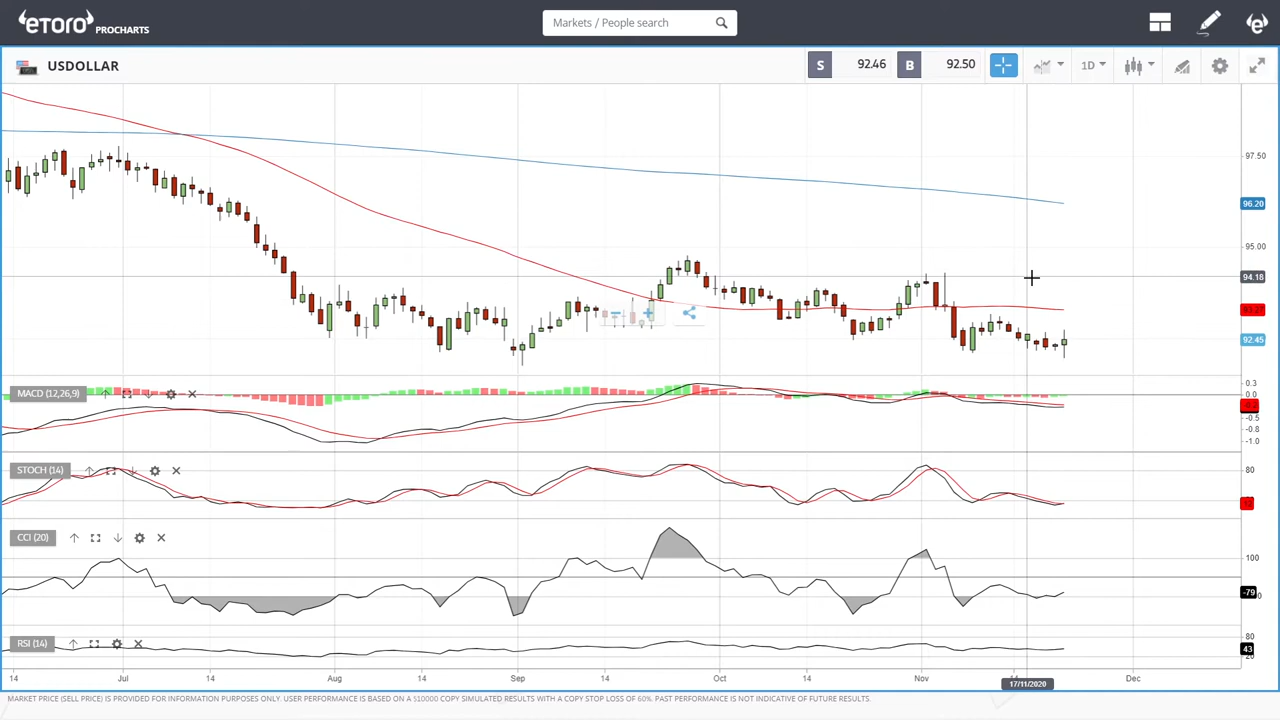 eTORO PROCHARTS
Markets / People search
USDOLLAR
S 92.46 B 92.50 1D
97.50
96.20
95.00
94.18
92.45
MACD (12,26,9)
0.3
0.0
-0.5
-0.8
-1.0
STOCH (14)
80
CCI (20)
100
-79
RSI (14)
80
43
20
14 Jul 14 Aug 14 Sep 14 Oct 14 Nov 14 Dec
17/11/2020
MARKET PRICE (SELL PRICE) IS PROVIDED FOR INFORMATION PURPOSES ONLY. USER PERFORMANCE IS BASED ON A $10000 COPY SIMULATED RESULTS WITH A COPY STOP LOSS OF 60%. PAST PERFORMANCE IS NOT INDICATIVE OF FUTURE RESULTS.